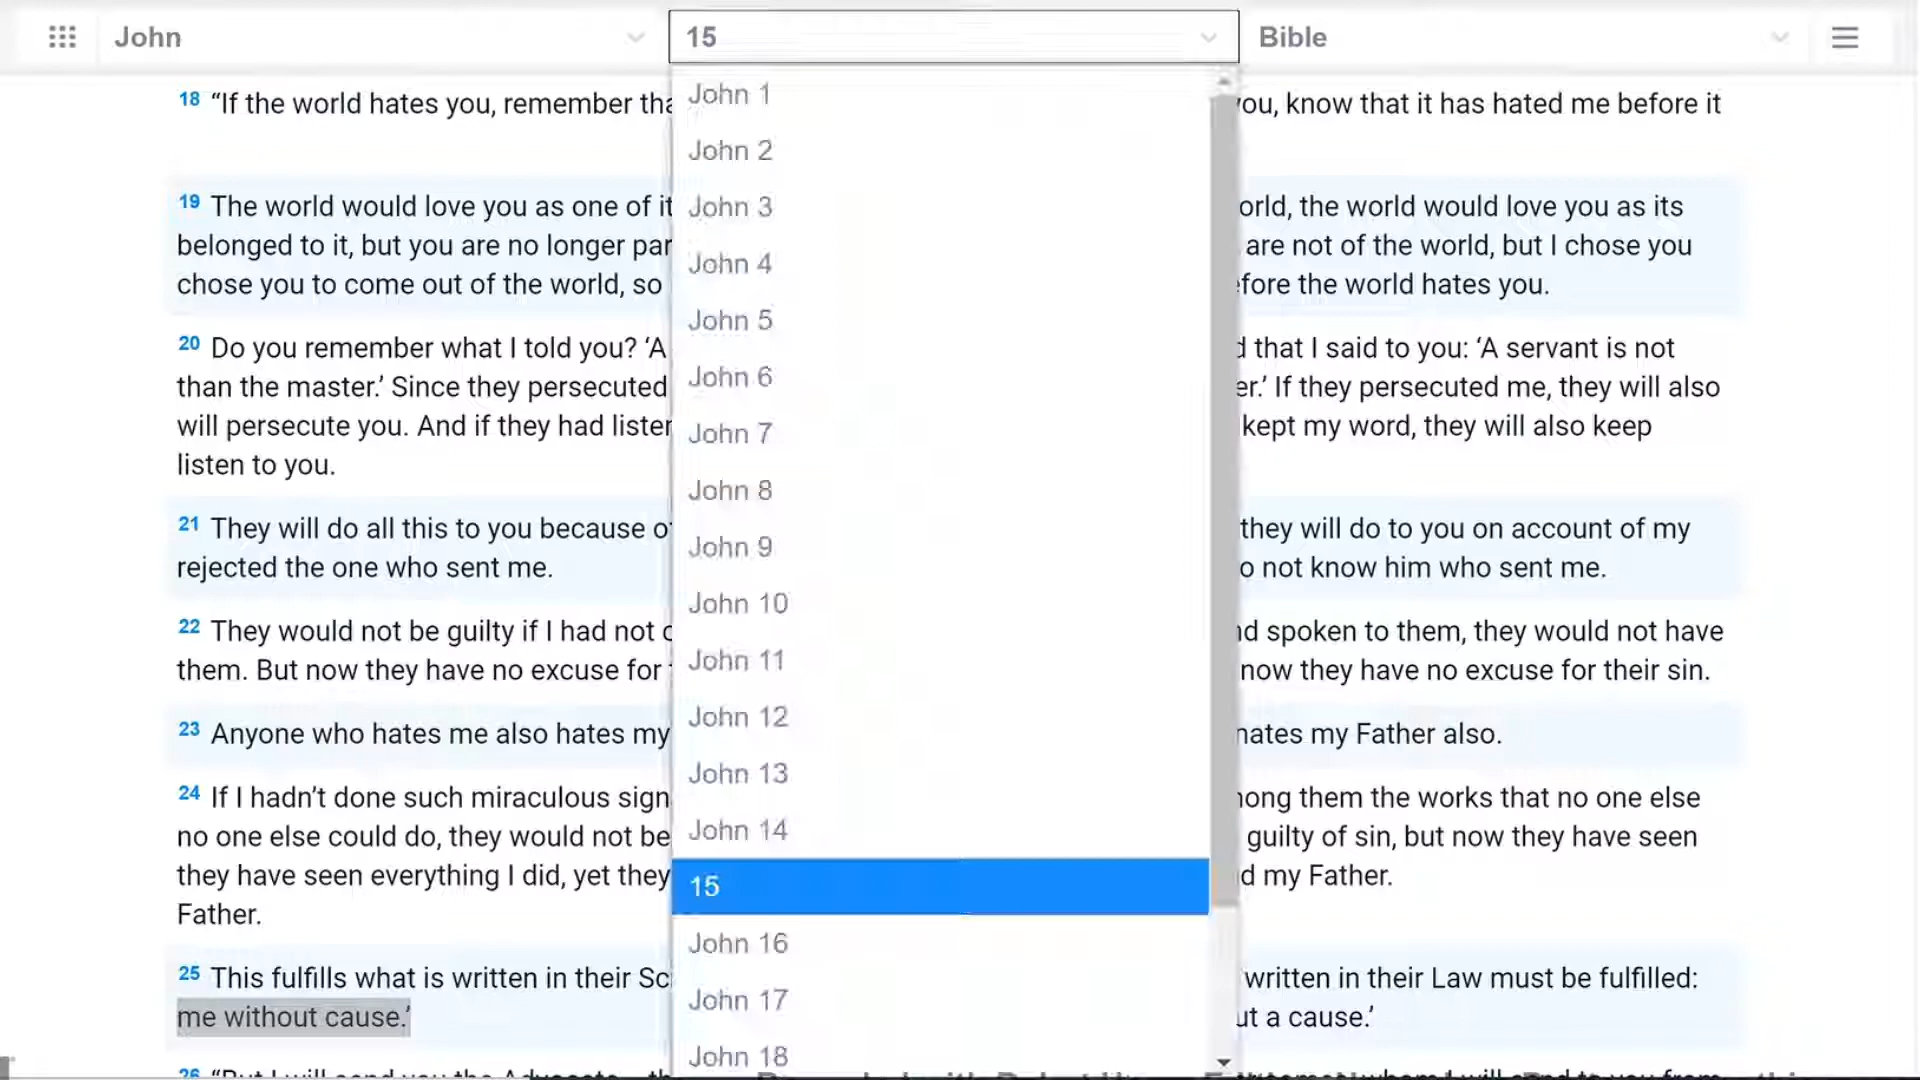 John
15
Bible
18 “If the world hates you, remember
19 The world would love you as one of
belonged to it, but you are no longer
chose you to come out of the world, so
20 Do you remember what I told you? ‘A
than the master.’ Since they persecuted
will persecute you. And if they had
listen to you.
21 They will do all this to you because
rejected the one who sent me.
22 They would not be guilty if I had not
them. But now they have no excuse for
23 Anyone who hates me also hates my
24 If I hadn’t done such miraculous
no one else could do, they would not be
they have seen everything I did, yet they
Father.
25 This fulfills what is written in their
me without cause.’
John 1
John 2
John 3
John 4
John 5
John 6
John 7
John 8
John 9
John 10
John 11
John 12
John 13
John 14
15
John 16
John 17
John 18
you, know that it has hated me before it
the world would love you as its
are not of the world, but I chose you
the world hates you.
that I said to you: ‘A servant is not
If they persecuted me, they will also
kept my word, they will also keep
they will do to you on account of my
not know him who sent me.
spoken to them, they would not have
now they have no excuse for their sin.
hates my Father also.
them the works that no one else
guilty of sin, but now they have seen
my Father.
written in their Law must be fulfilled:
a cause.’